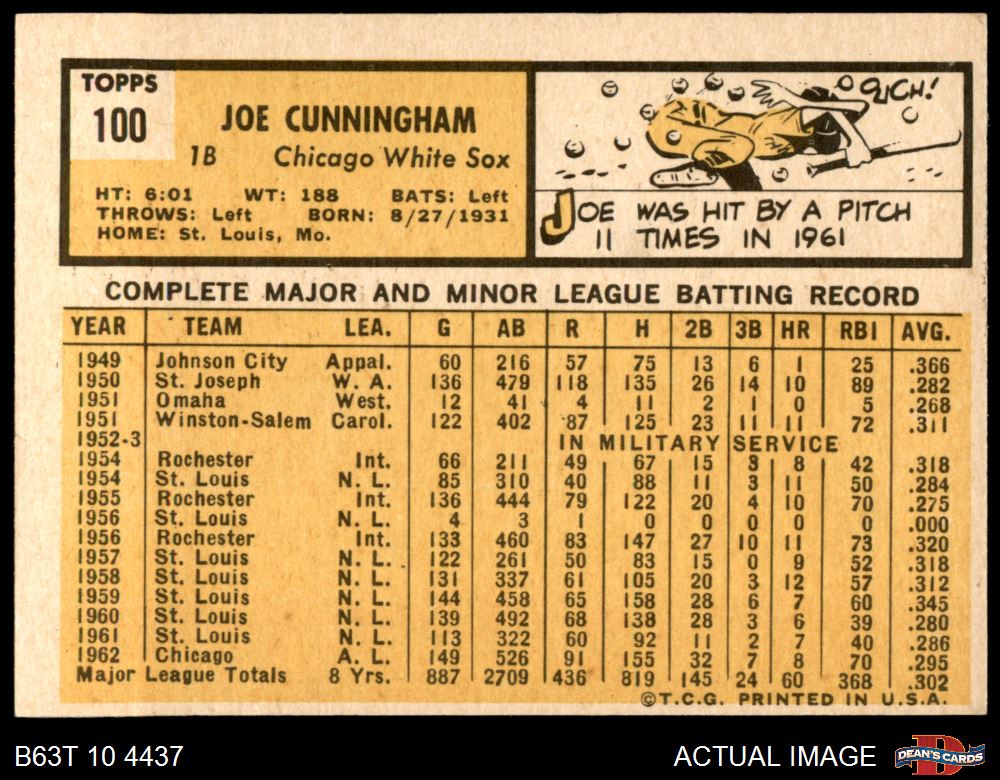 TOPPS
100
JOE CUNNINGHAM
1B Chicago White Sox
HT: 6:01 WT: 188 BATS: Left
THROWS: Left BORN: 8/27/1931
HOME: St. Louis, Mo.
OUCH!
JOE WAS HIT BY A PITCH
11 TIMES IN 1961
COMPLETE MAJOR AND MINOR LEAGUE BATTING RECORD
YEAR TEAM LEA. G AB R H 2B 3B HR RBI AVG.
1949 Johnson City Appal. 60 216 57 75 13 6 1 25 .366
1950 St. Joseph W. A. 136 479 118 135 26 14 10 89 .282
1951 Omaha West. 12 41 4 11 2 1 0 5 .268
1951 Winston-Salem Carol. 122 402 87 125 23 11 11 72 .311
1952-3 IN MILITARY SERVICE
1954 Rochester Int. 66 211 49 67 15 3 8 42 .318
1954 St. Louis N. L. 85 310 40 88 11 3 11 50 .284
1955 Rochester Int. 136 444 79 122 20 4 10 70 .275
1956 St. Louis N. L. 4 3 1 0 0 0 0 0 .000
1956 Rochester Int. 133 460 83 147 27 10 11 73 .320
1957 St. Louis N. L. 122 261 50 83 15 0 9 52 .318
1958 St. Louis N. L. 131 337 61 105 20 3 12 57 .312
1959 St. Louis N. L. 144 458 65 158 28 6 7 60 .345
1960 St. Louis N. L. 139 492 68 138 28 3 6 39 .280
1961 St. Louis N. L. 113 322 60 92 11 2 7 40 .286
1962 Chicago A. L. 149 526 91 155 32 7 8 70 .295
Major League Totals 8 Yrs. 887 2709 436 819 145 24 60 368 .302
©T.C.G. PRINTED IN U.S.A.
B63T 10 4437
ACTUAL IMAGE
DEAN'S CARDS